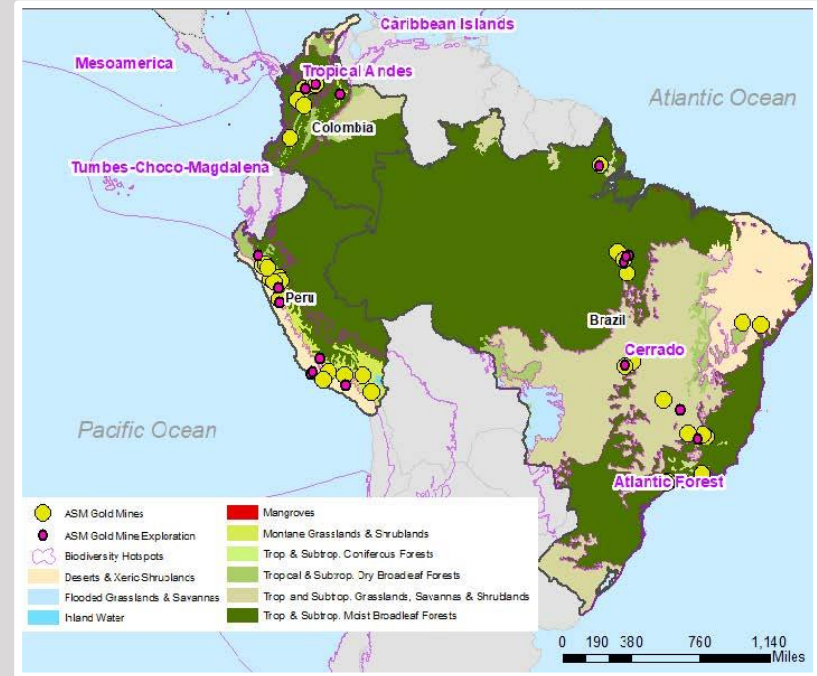 Caribbean Islands
Mesoamerica
Tropical Andes
Atlantic Ocean
Colombia
Tumbes-Choco-Magdalena
Peru
Brazil
Cerrado
Pacific Ocean
Atlantic Forest
ASM Gold Mines
ASM Gold Mine Exploration
Biodiversity Hotspots
Deserts & Xeric Shrublands
Flooded Grasslands & Savannas
Inland Water
Mangroves
Montane Grasslands & Shrublands
Trop & Subtrop. Coniferous Forests
Tropical & Subtrop. Dry Broadleaf Forests
Trop and Subtrop. Grasslands, Savannas & Shrublands
Trop & Subtrop. Moist Broadleaf Forests
0 190 380 760 1,140
Miles